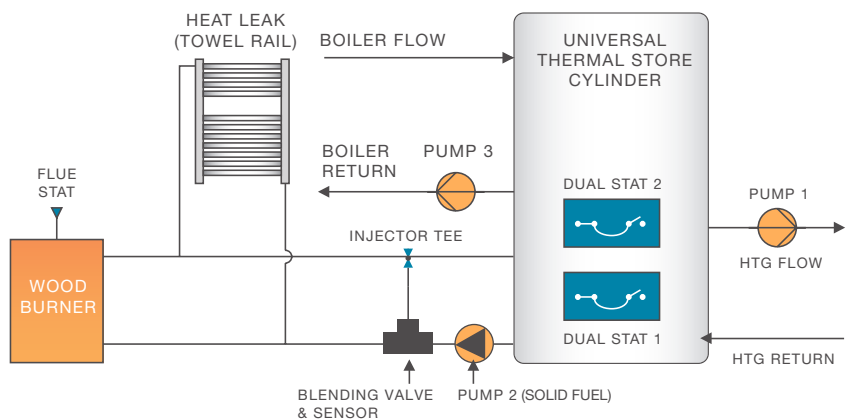 HEAT LEAK
(TOWEL RAIL)
BOILER FLOW
UNIVERSAL
THERMAL STORE
CYLINDER
BOILER
RETURN
PUMP 3
FLUE
STAT
DUAL STAT 2
PUMP 1
INJECTOR TEE
WOOD
BURNER
HTG FLOW
DUAL STAT 1
HTG RETURN
BLENDING VALVE
& SENSOR
PUMP 2 (SOLID FUEL)